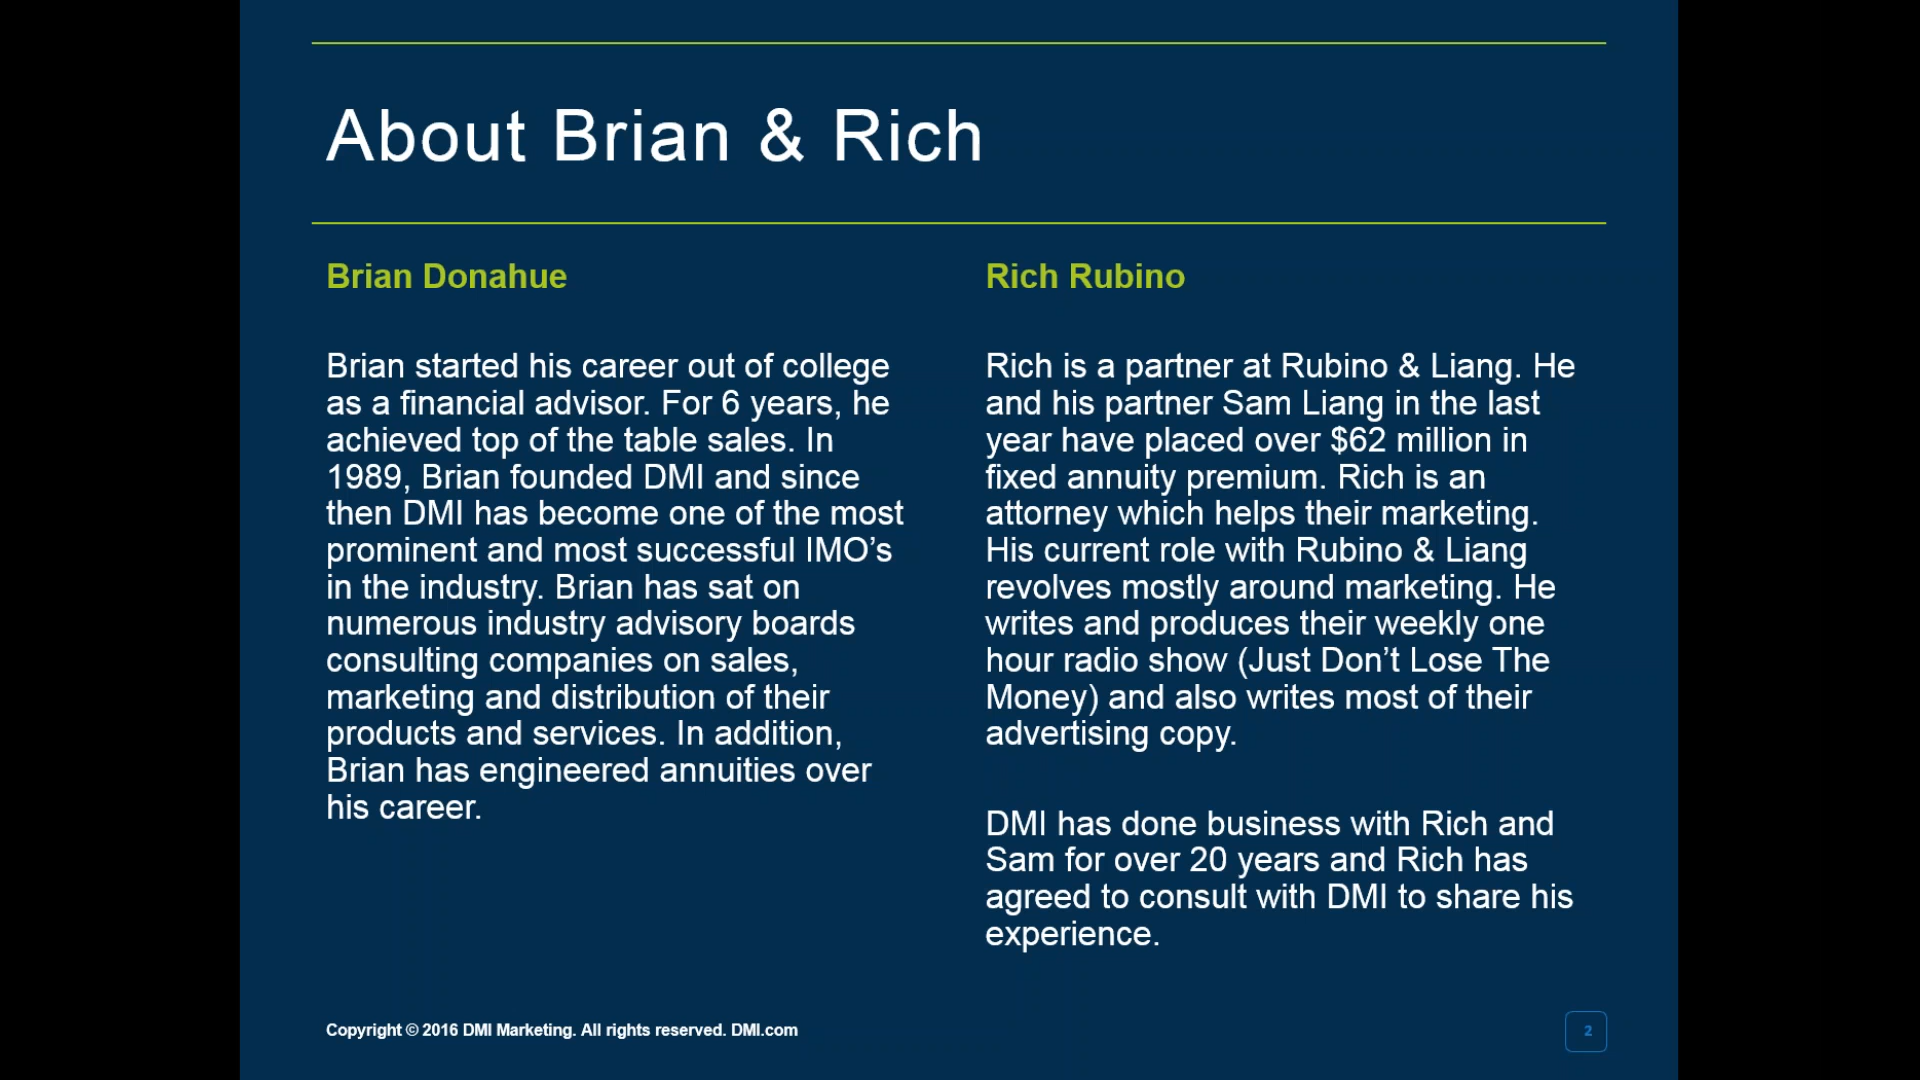 About Brian & Rich
Brian Donahue
Brian started his career out of college
as a financial advisor. For 6 years, he
achieved top of the table sales. In
1989, Brian founded DMI and since
then DMI has become one of the most
prominent and most successful IMO’s
in the industry. Brian has sat on
numerous industry advisory boards
consulting companies on sales,
marketing and distribution of their
products and services. In addition,
Brian has engineered annuities over
his career.
Rich Rubino
Rich is a partner at Rubino & Liang. He
and his partner Sam Liang in the last
year have placed over $62 million in
fixed annuity premium. Rich is an
attorney which helps their marketing.
His current role with Rubino & Liang
revolves mostly around marketing. He
writes and produces their weekly one
hour radio show (Just Don’t Lose The
Money) and also writes most of their
advertising copy.
DMI has done business with Rich and
Sam for over 20 years and Rich has
agreed to consult with DMI to share his
experience.
Copyright © 2016 DMI Marketing. All rights reserved. DMI.com
2